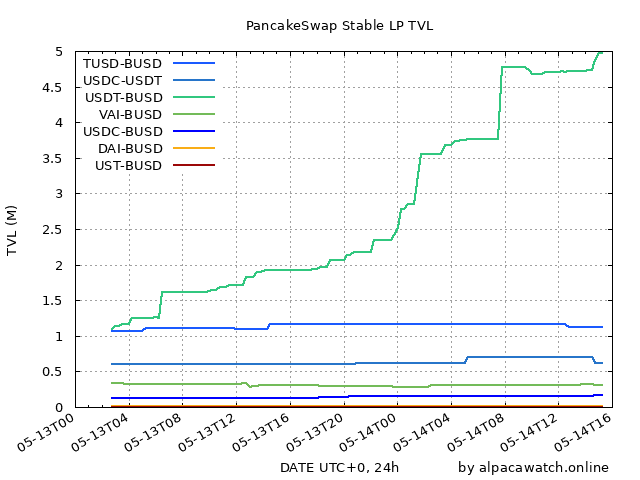 PancakeSwap Stable LP TVL
TUSD-BUSD
USDC-USDT
USDT-BUSD
VAI-BUSD
USDC-BUSD
DAI-BUSD
UST-BUSD
TVL (M)
5
4.5
4
3.5
3
2.5
2
1.5
1
0.5
0
05-13T00
05-13T04
05-13T08
05-13T12
05-13T16
05-13T20
05-14T00
05-14T04
05-14T08
05-14T12
05-14T16
DATE UTC+0, 24h
by alpacawatch.online